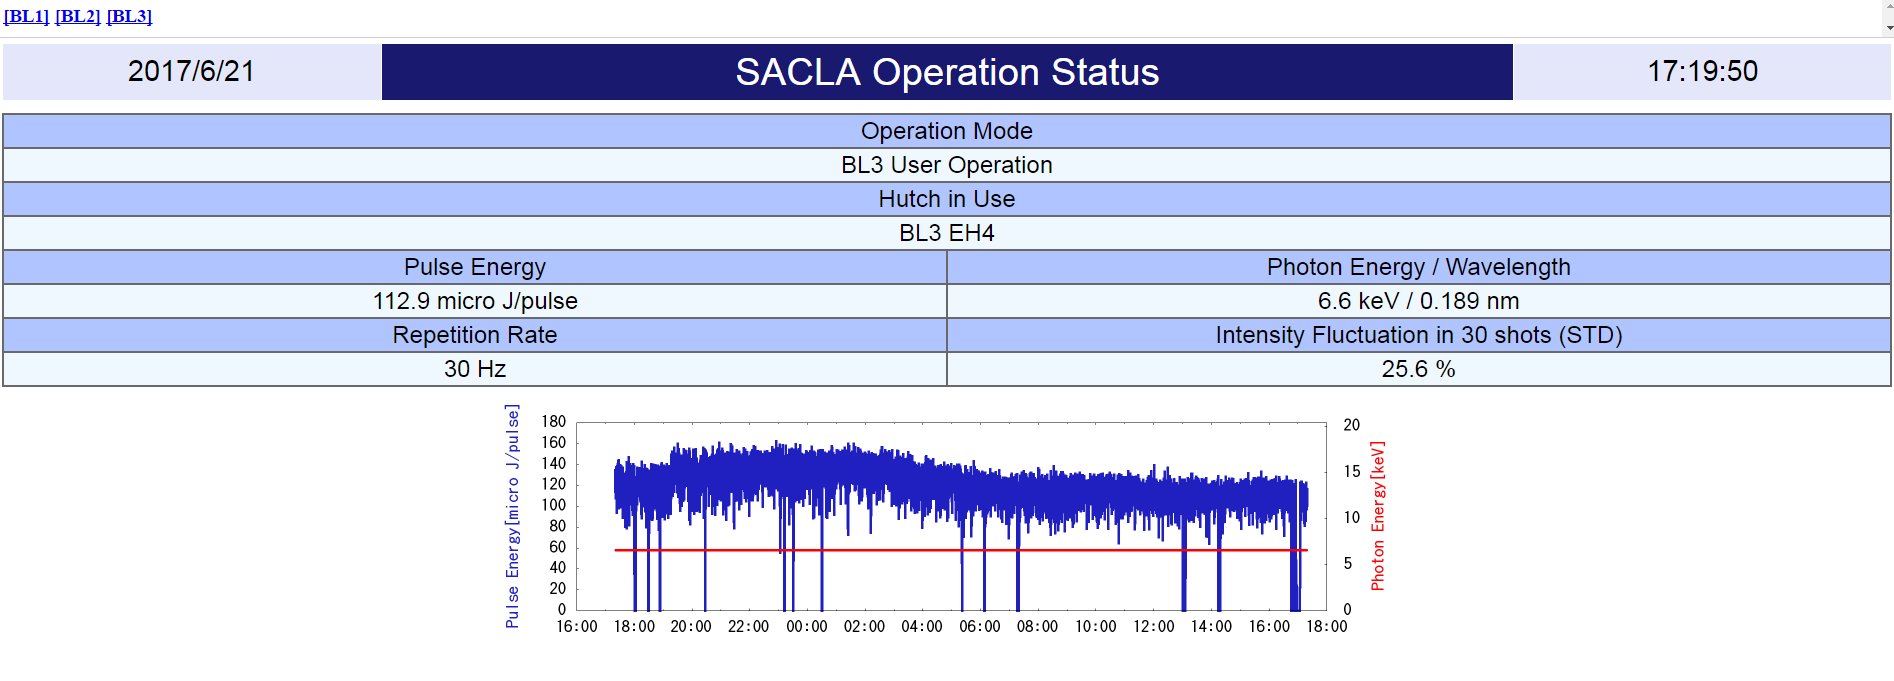 [BL1] [BL2] [BL3]
2017/6/21 SACLA Operation Status 17:19:50
Operation Mode
BL3 User Operation
Hutch in Use
BL3 EH4
Pulse Energy Photon Energy / Wavelength
112.9 micro J/pulse 6.6 keV / 0.189 nm
Repetition Rate Intensity Fluctuation in 30 shots (STD)
30 Hz 25.6 %
Pulse Energy[micro J/pulse]
180
160
140
120
100
80
60
40
20
0
20
15
10
5
0
Photon Energy[keV]
16:00 18:00 20:00 22:00 00:00 02:00 04:00 06:00 08:00 10:00 12:00 14:00 16:00 18:00